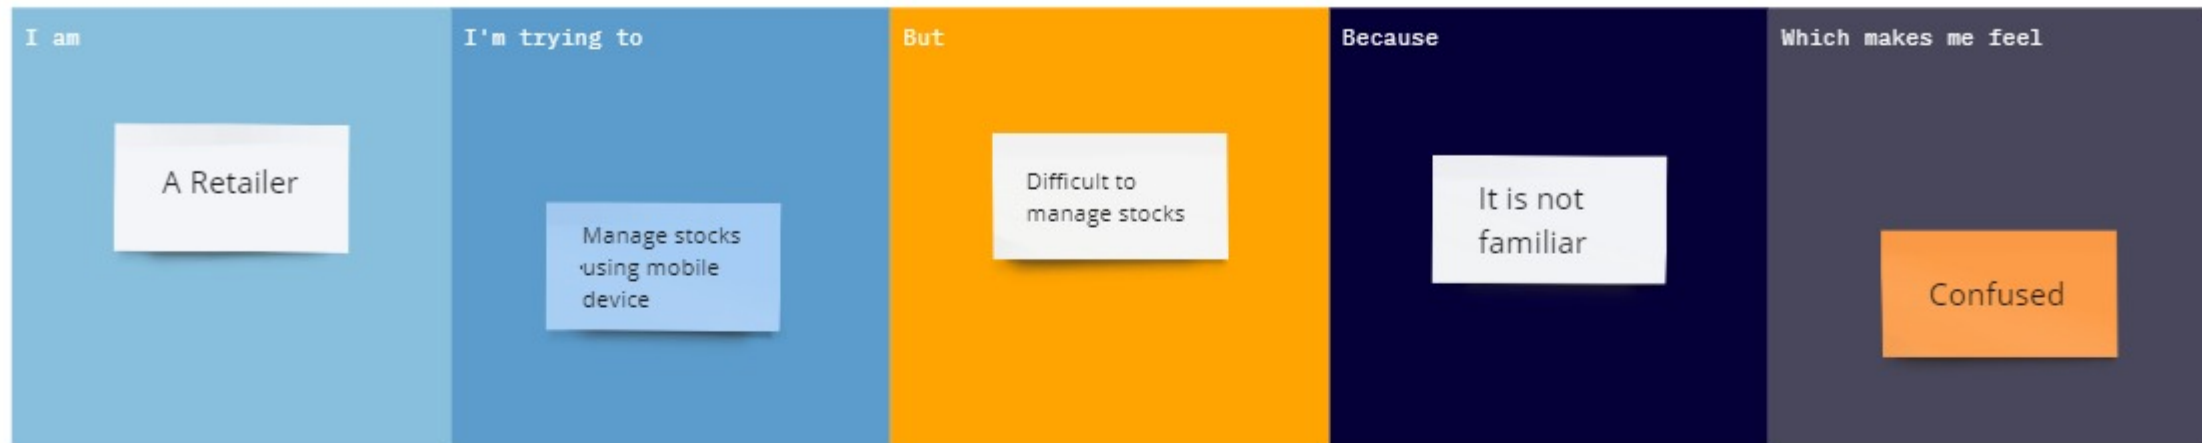 I am
A Retailer
I'm trying to
Manage stocks
using mobile
device
But
Difficult to
manage stocks
Because
It is not
familiar
Which makes me feel
Confused